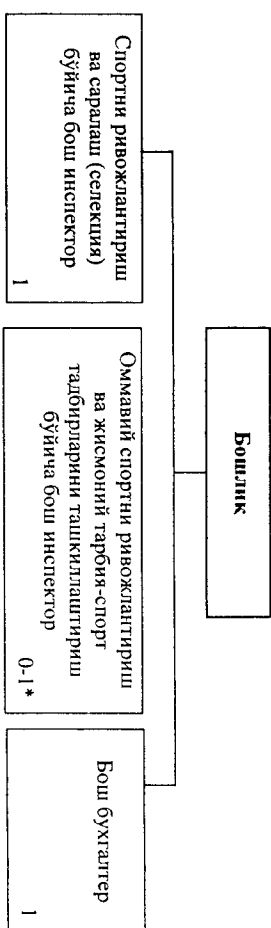 Бошлик
Спортни ривожлантириш
ва саралаш (селекция)
бўйича бош инспектор
1
Оммавий спортни ривожлантириш
ва жисмоний тарбия-спорт
тадбирларини ташкиллаштириш
бўйича бош инспектор
0-1*
Бош бухгалтер
1